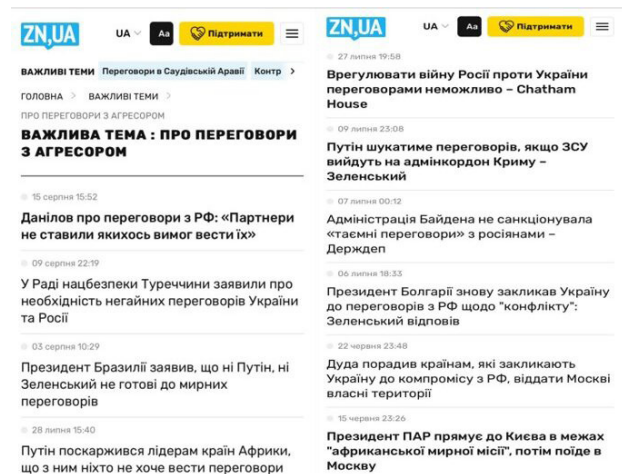 ZN,UA
UA
Aa
Підтримати
ВАЖЛИВІ ТЕМИ Переговори в Саудівській Аравії Контр
ГОЛОВНА ВАЖЛИВІ ТЕМИ
ПРО ПЕРЕГОВОРИ З АГРЕСОРОМ
ВАЖЛИВА ТЕМА : ПРО ПЕРЕГОВОРИ
З АГРЕСОРОМ
15 серпня 15:52
Данілов про переговори з РФ: «Партнери
не ставили якихось вимог вести їх»
09 серпня 22:19
У Раді нацбезпеки Туреччини заявили про
необхідність негайних переговорів України
та Росії
03 серпня 10:29
Президент Бразилії заявив, що ні Путін, ні
Зеленський не готові до мирних
переговорів
28 липня 15:40
Путін поскаржився лідерам країн Африки,
що з ним ніхто не хоче вести переговори
ZN,UA
UA
Aa
Підтримати
27 липня 19:58
Врегулювати війну Росії проти України
переговорами неможливо – Chatham
House
09 липня 23:08
Путін шукатиме переговорів, якщо ЗСУ
вийдуть на адмінкордон Криму –
Зеленський
07 липня 00:12
Адміністрація Байдена не санкціонувала
«таємні переговори» з росіянами –
Держдеп
06 липня 18:33
Президент Болгарії знову закликав Україну
до переговорів з РФ щодо "конфлікту":
Зеленський відповів
22 червня 23:48
Дуда порадив країнам, які закликають
Україну до компромісу з РФ, віддати Москві
власні території
15 червня 23:26
Президент ПАР прямує до Києва в межах
"африканської мирної місії", потім поїде в
Москву